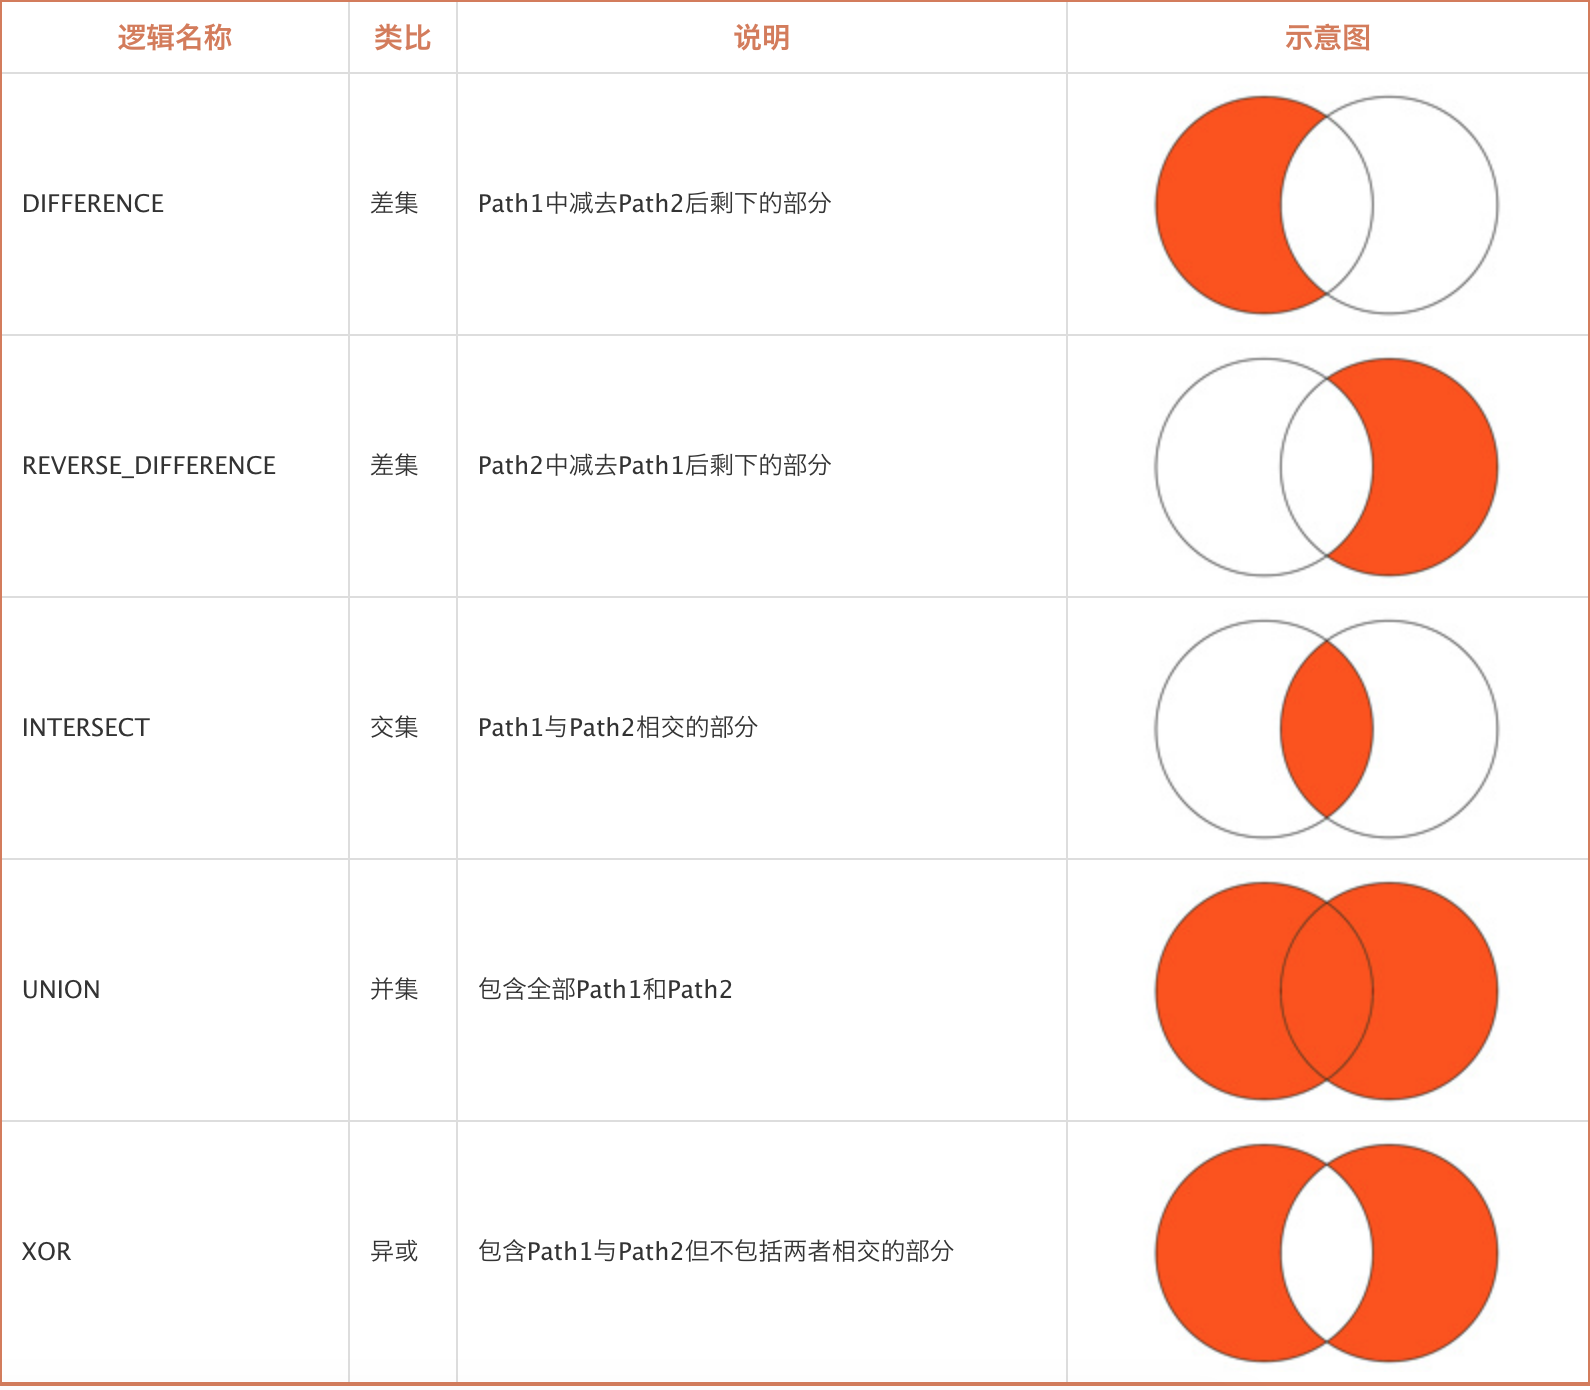 逻辑名称 类比 说明 示意图
DIFFERENCE 差集 Path1中减去Path2后剩下的部分
REVERSE_DIFFERENCE 差集 Path2中减去Path1后剩下的部分
INTERSECT 交集 Path1与Path2相交的部分
UNION 并集 包含全部Path1和Path2
XOR 异或 包含Path1与Path2但不包括两者相交的部分